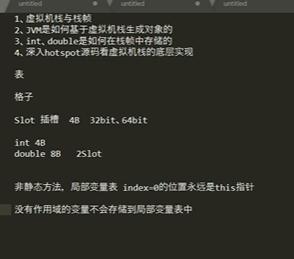 untitled
untitled
untitled
1、虚拟机栈与栈帧
2、JVM是如何基于虚拟机栈生成对象的
3、int、double是如何在栈帧中存储的
4、深入hotspot源码看虚拟机栈的底层实现
表
格子
Slot 插槽 4B 32bit、64bit
int 4B
double 8B 2Slot
非静态方法, 局部变量表 index=0的位置永远是this指针
没有作用域的变量不会存储到局部变量表中